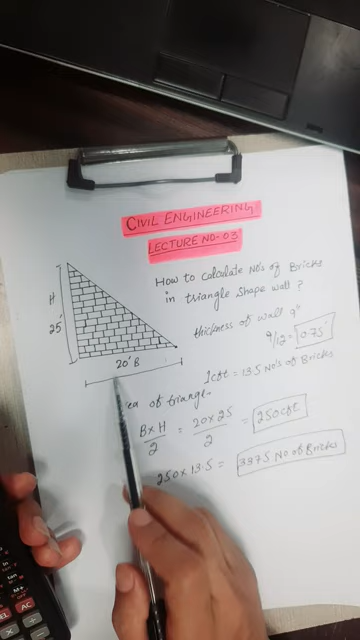 CIVIL ENGINEERING
LECTURE NO-03
How to calculate No's of Bricks
in triangle shape wall?
thickness of wall 9"
9/12 = 0.75'
H
25'
20' B
1cft = 13.5 No's of Bricks
ea of triangle
B×H/2 = 20×25/2 = 250cft
250×13.5 = 3375 No of Bricks
AC